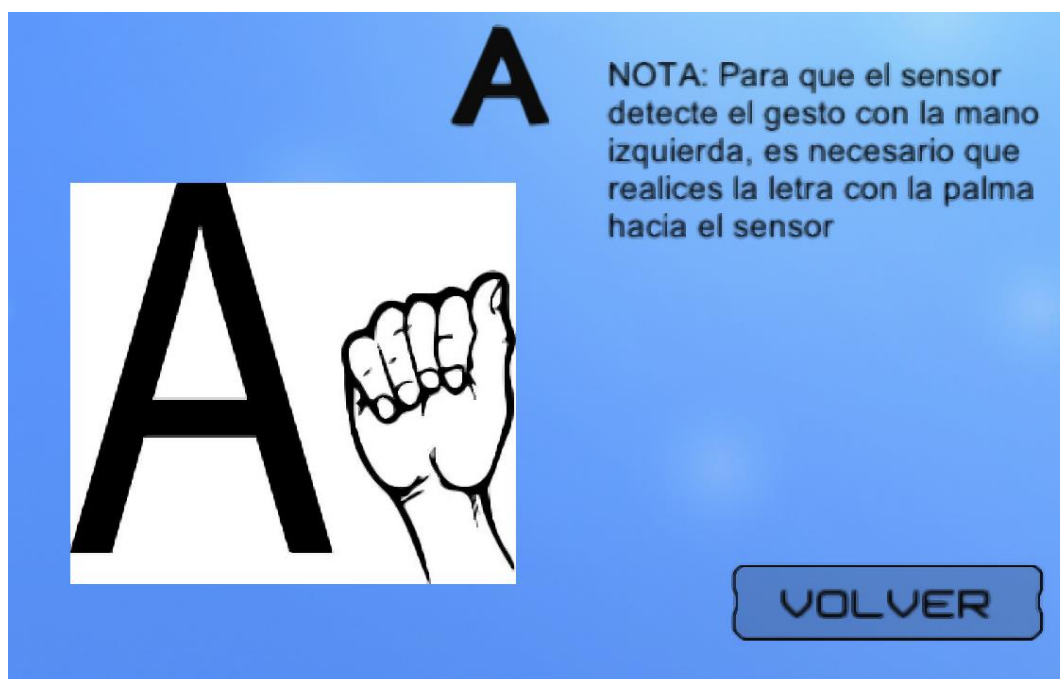 A
NOTA: Para que el sensor
detecte el gesto con la mano
izquierda, es necesario que
realices la letra con la palma
hacia el sensor
A
VOLVER